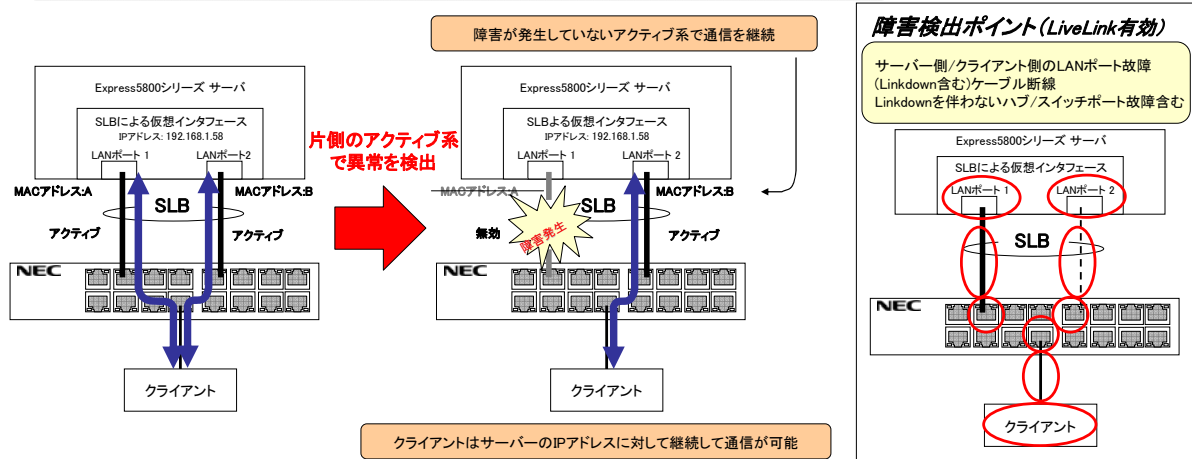 障害が発生していないアクティブ系で通信を継続
Express5800シリーズ サーバ
SLBによる仮想インタフェース
IPアドレス: 192.168.1.58
LANポート 1
LANポート2
MACアドレス:A
MACアドレス:B
SLB
アクティブ
アクティブ
NEC
クライアント
片側のアクティブ系
で異常を検出
Express5800シリーズ サーバ
SLBよる仮想インタフェース
IPアドレス: 192.168.1.58
LANポート 1
LANポート 2
MACアドレス:A
MACアドレス:B
SLB
無効
障害発生
アクティブ
NEC
クライアント
クライアントはサーバーのIPアドレスに対して継続して通信が可能
障害検出ポイント(LiveLink有効)
サーバー側/クライアント側のLANポート故障
(Linkdown含む)ケーブル断線
Linkdownを伴わないハブ/スイッチポート故障含む
Express5800シリーズ サーバ
SLBによる仮想インタフェース
LANポート 1
LANポート 2
SLB
NEC
クライアント